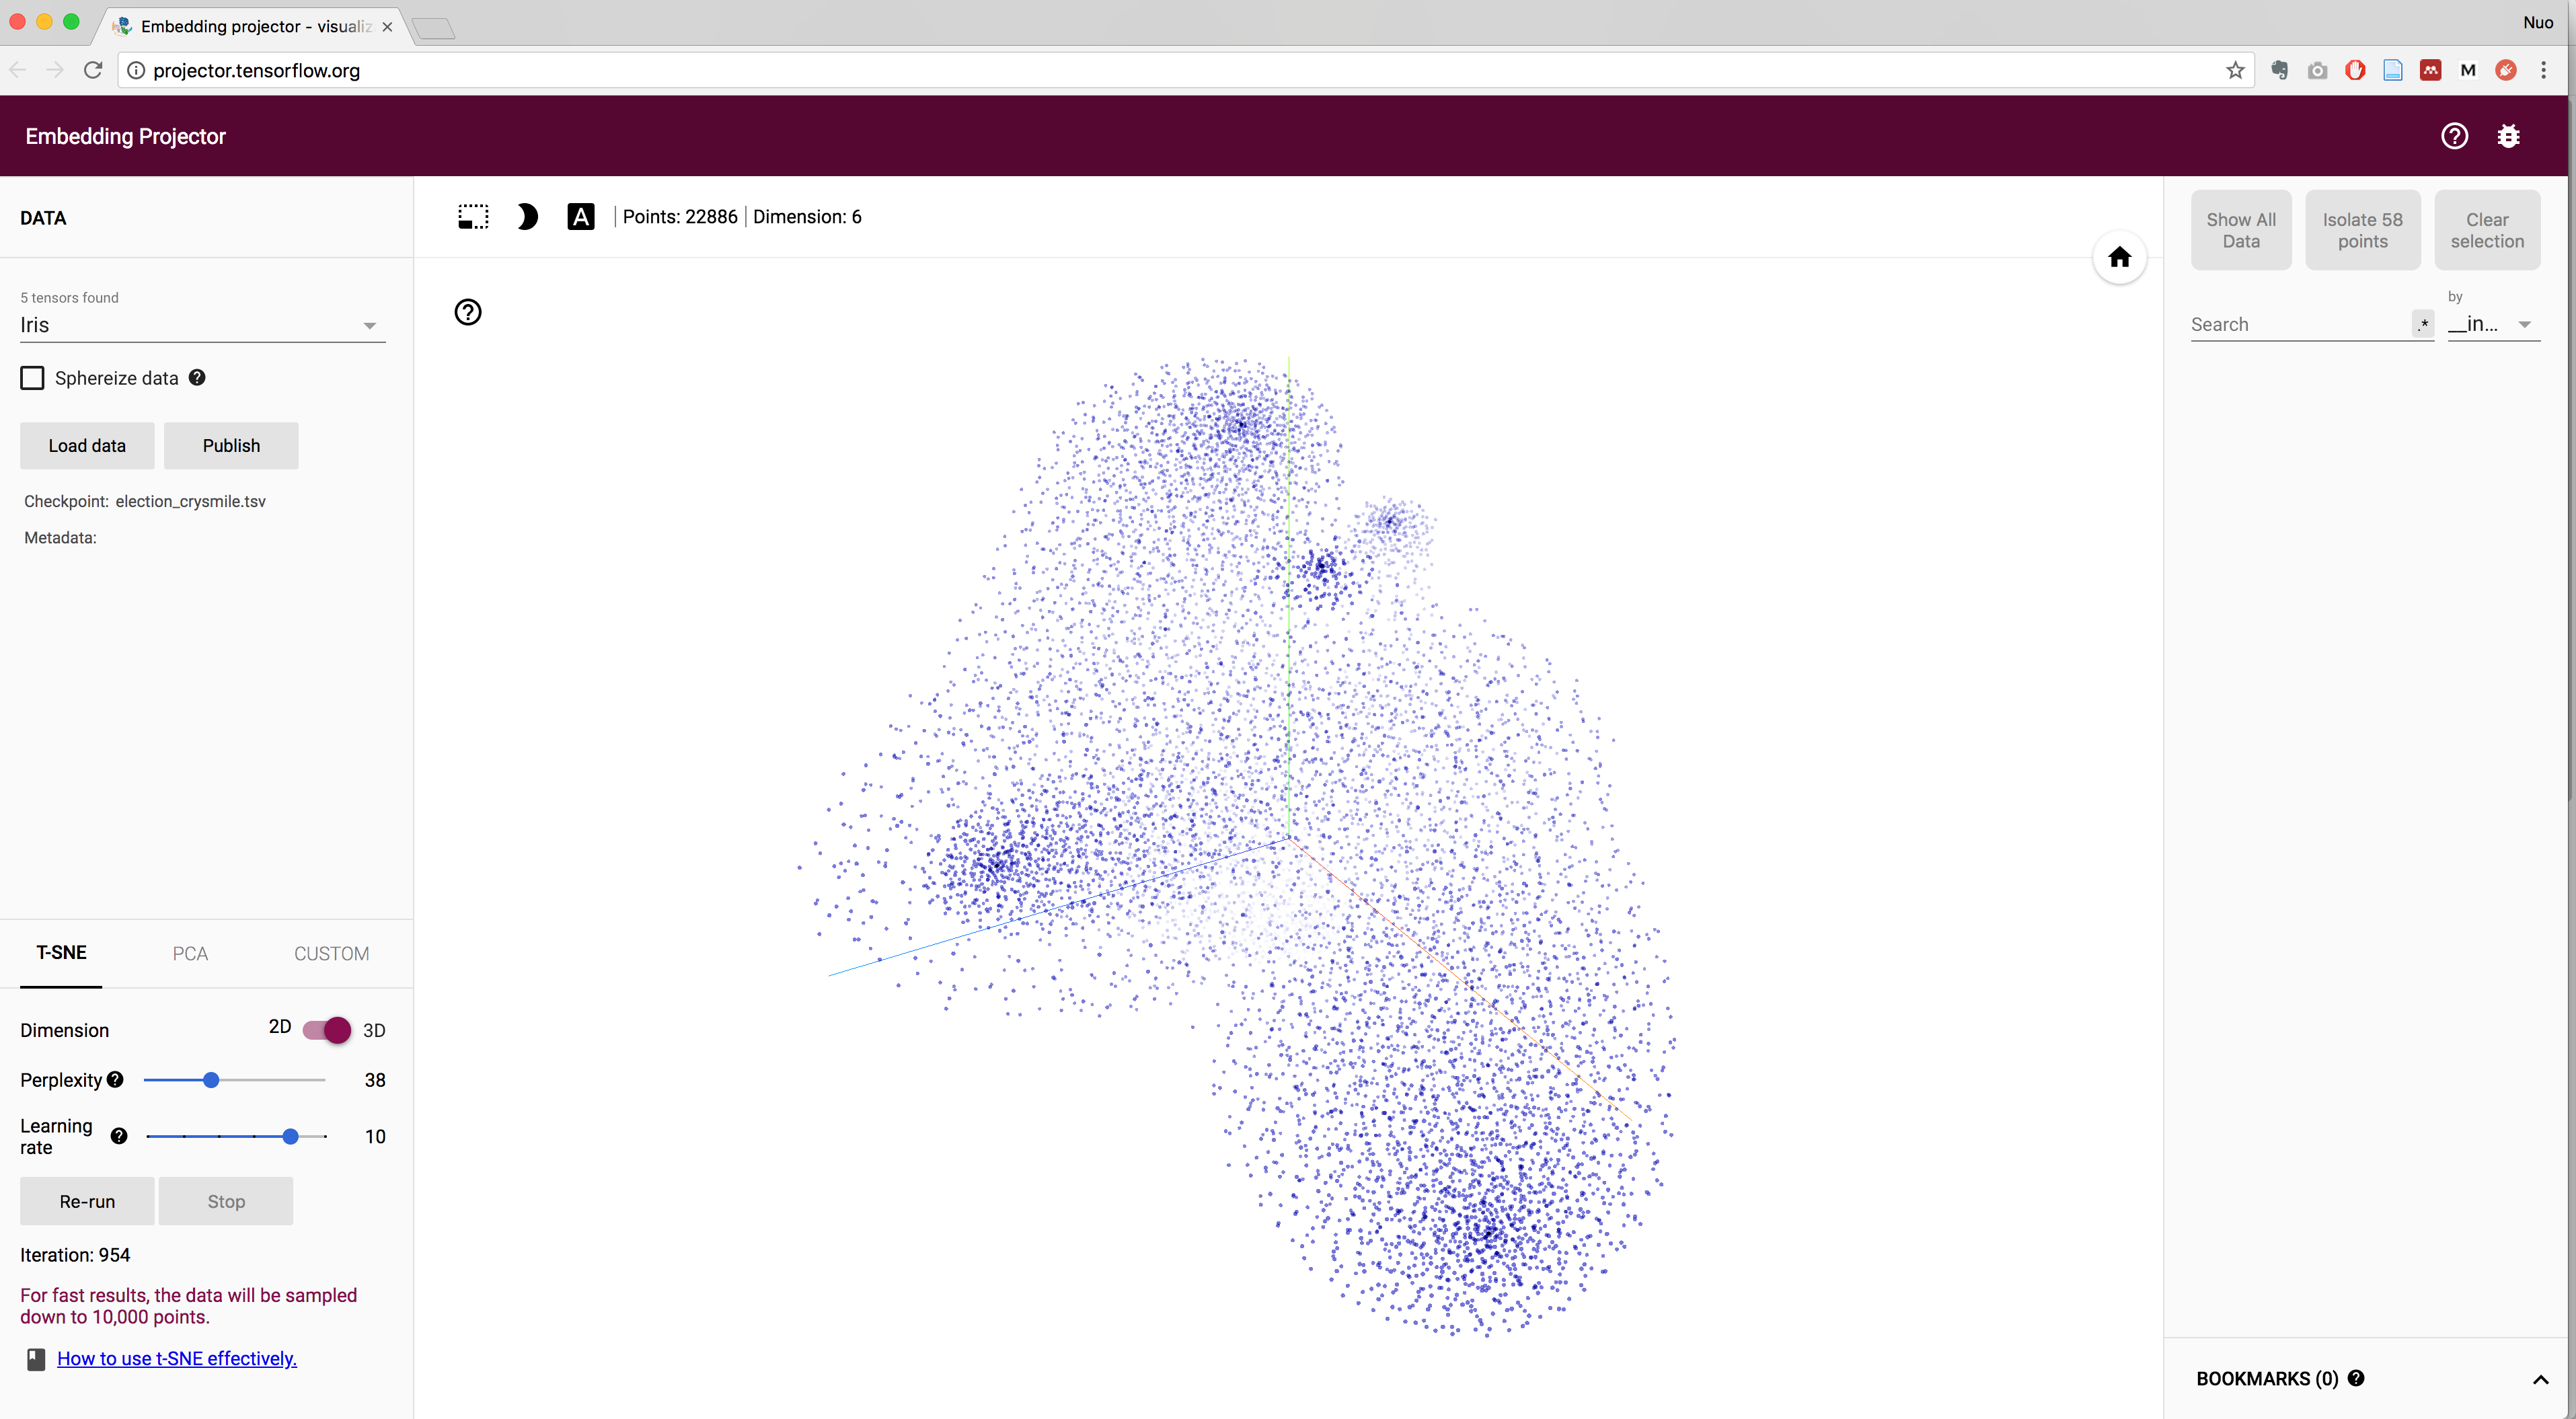 Embedding projector - visualiz
Nuo
projector.tensorflow.org
M
Embedding Projector
DATA
A
Points: 22886
Dimension: 6
Show All
Data
Isolate 58
points
Clear
selection
5 tensors found
Iris
Search
.*
by
__in...
Sphereize data
Load data
Publish
Checkpoint: election_crysmile.tsv
Metadata:
T-SNE
PCA
CUSTOM
Dimension
2D
3D
Perplexity
38
Learning
rate
10
Re-run
Stop
Iteration: 954
For fast results, the data will be sampled
down to 10,000 points.
How to use t-SNE effectively.
BOOKMARKS (0)